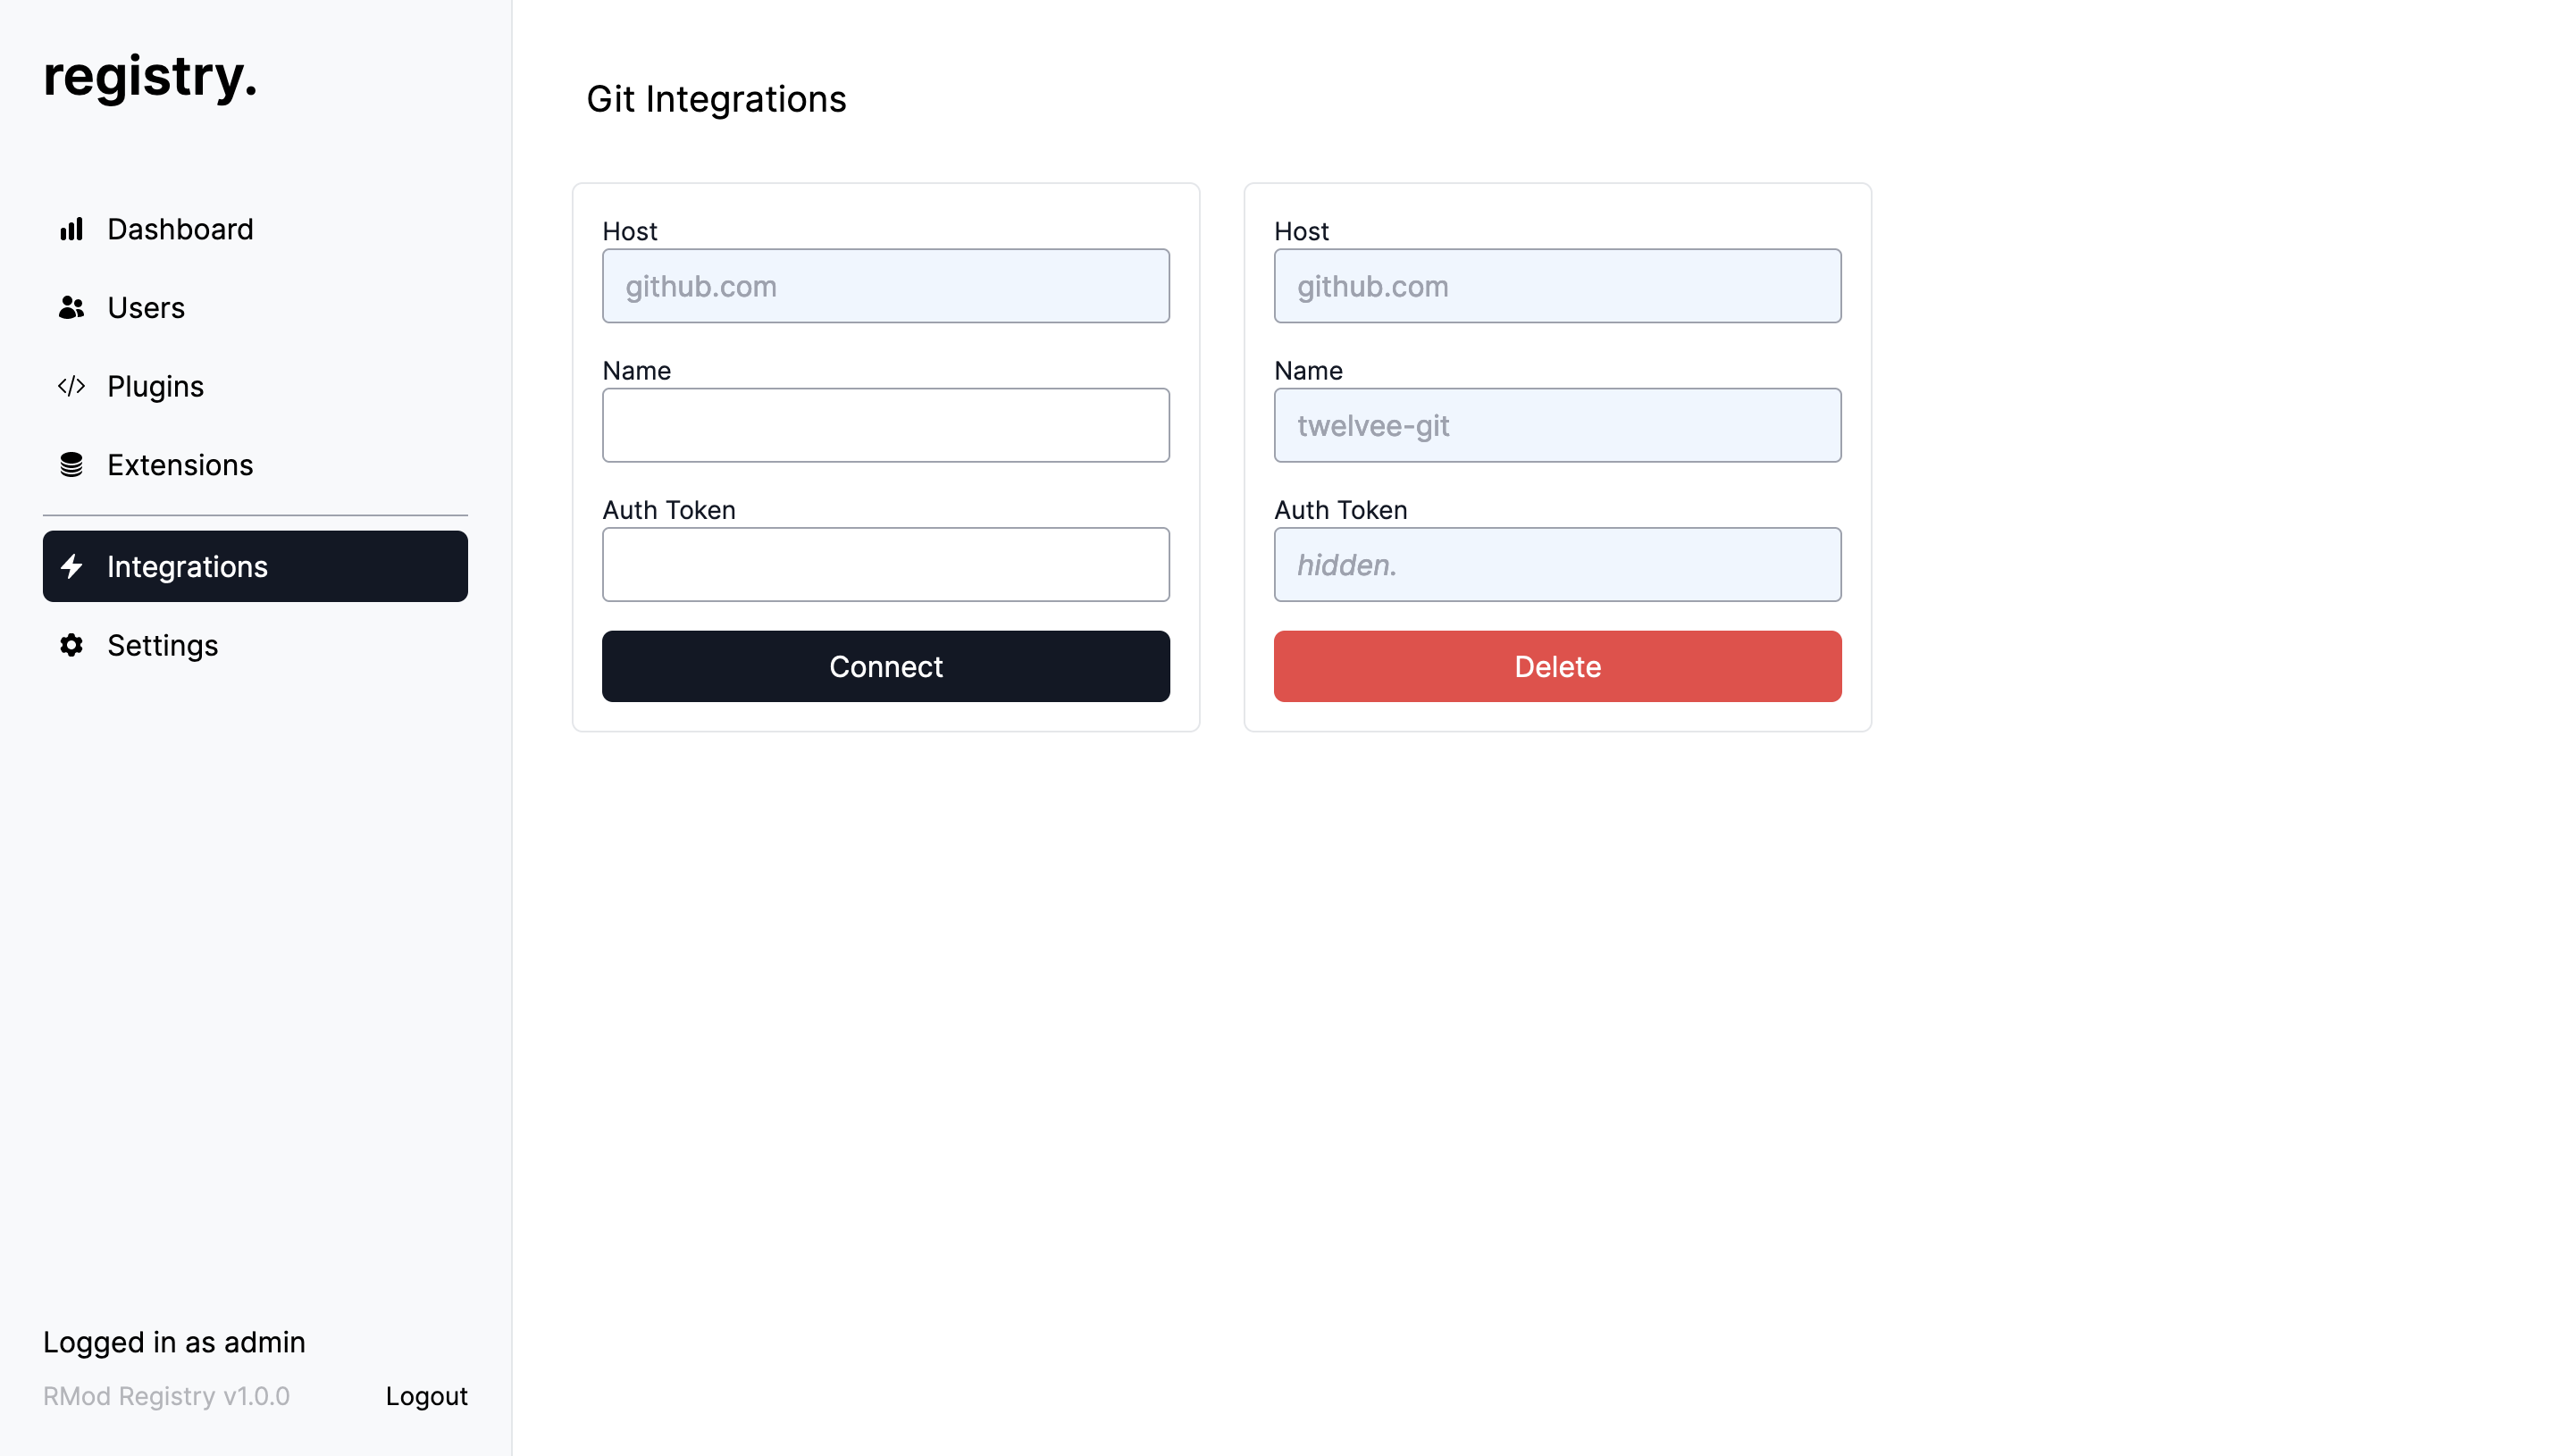 registry.
Dashboard
Users
Plugins
Extensions
Integrations
Settings
Logged in as admin
RMod Registry v1.0.0
Logout
Git Integrations
Host
github.com
Name
Auth Token
Connect
Host
github.com
Name
twelvee-git
Auth Token
hidden.
Delete